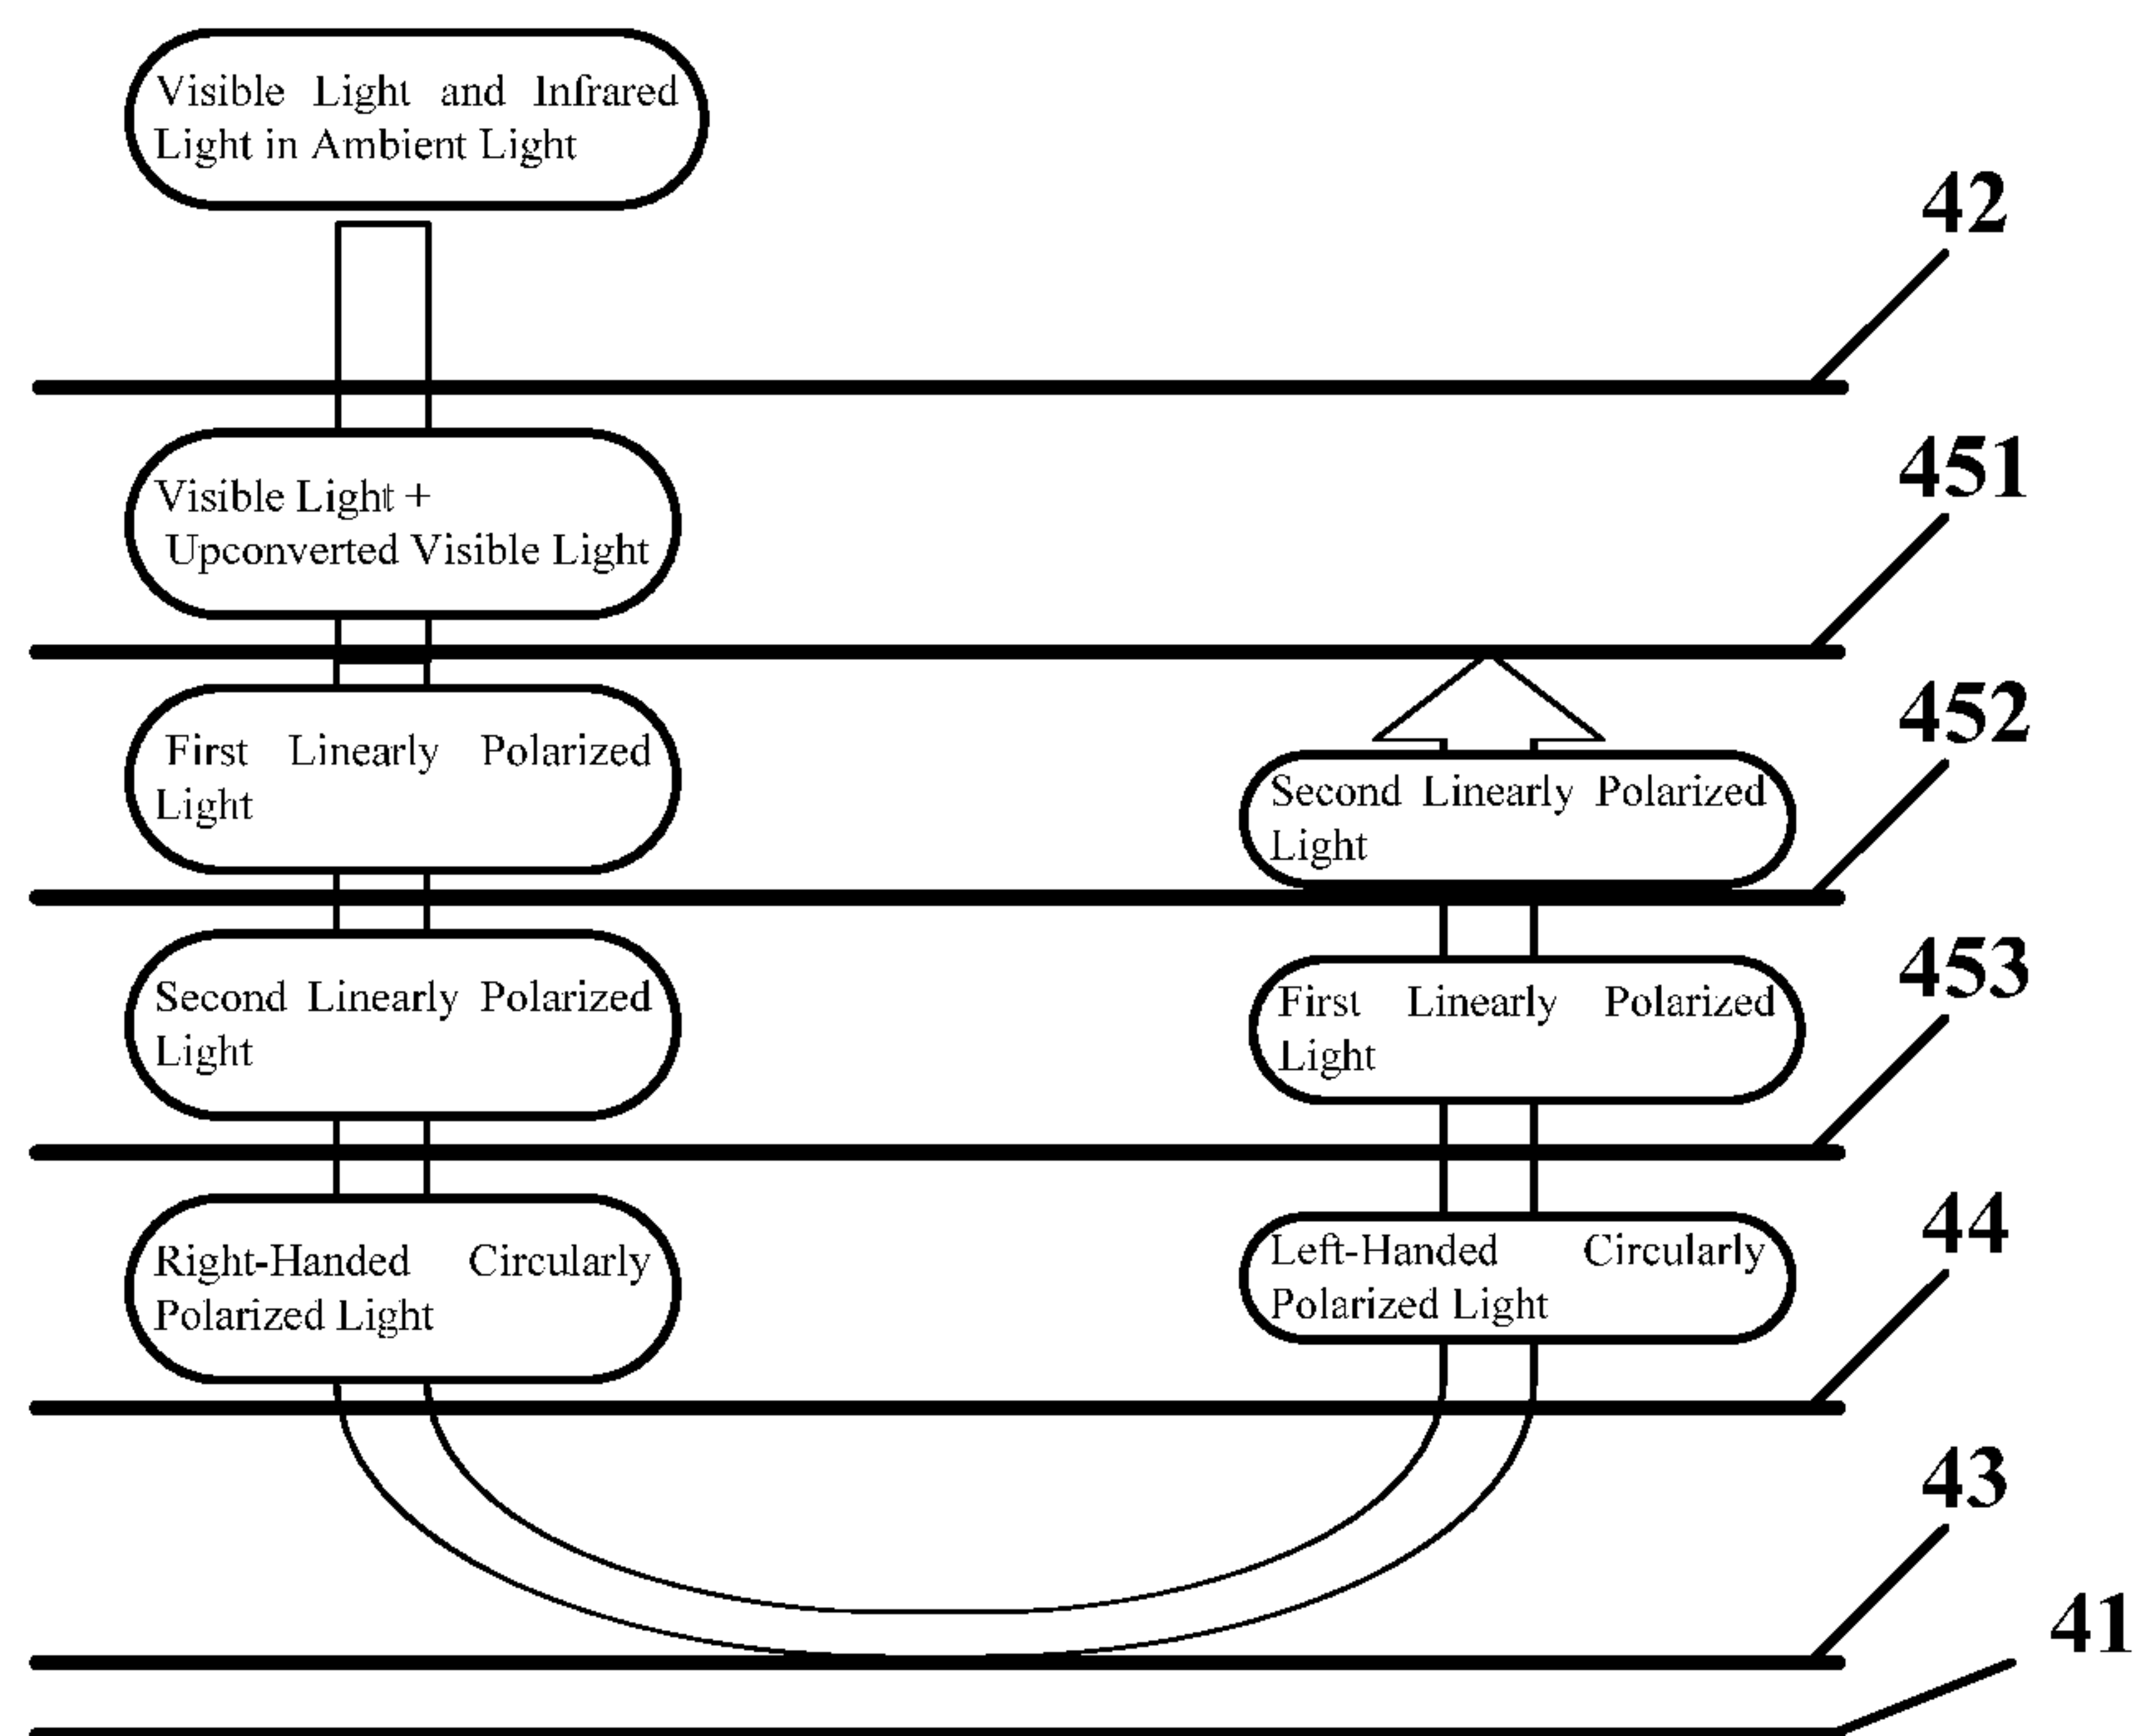 Visible Light and Infrared
Light in Ambient Light
42
Visible Light +
Upconverted Visible Light
451
First Linearly Polarized
Light
452
Second Linearly Polarized
Light
Second Linearly Polarized
Light
453
First Linearly Polarized
Light
Right-Handed Circularly
Polarized Light
44
Left-Handed Circularly
Polarized Light
43
41